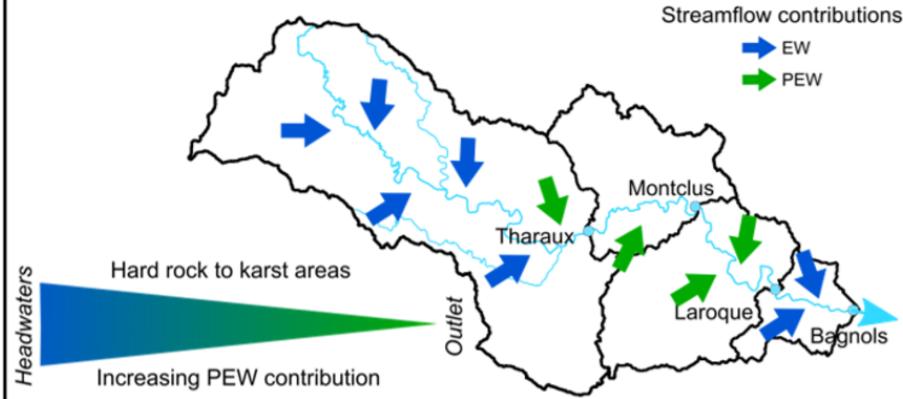 Streamflow contributions
EW
PEW
Montclus
Tharaux
Hard rock to karst areas
Headwaters
Outlet
Laroque
Bagnols
Increasing PEW contribution